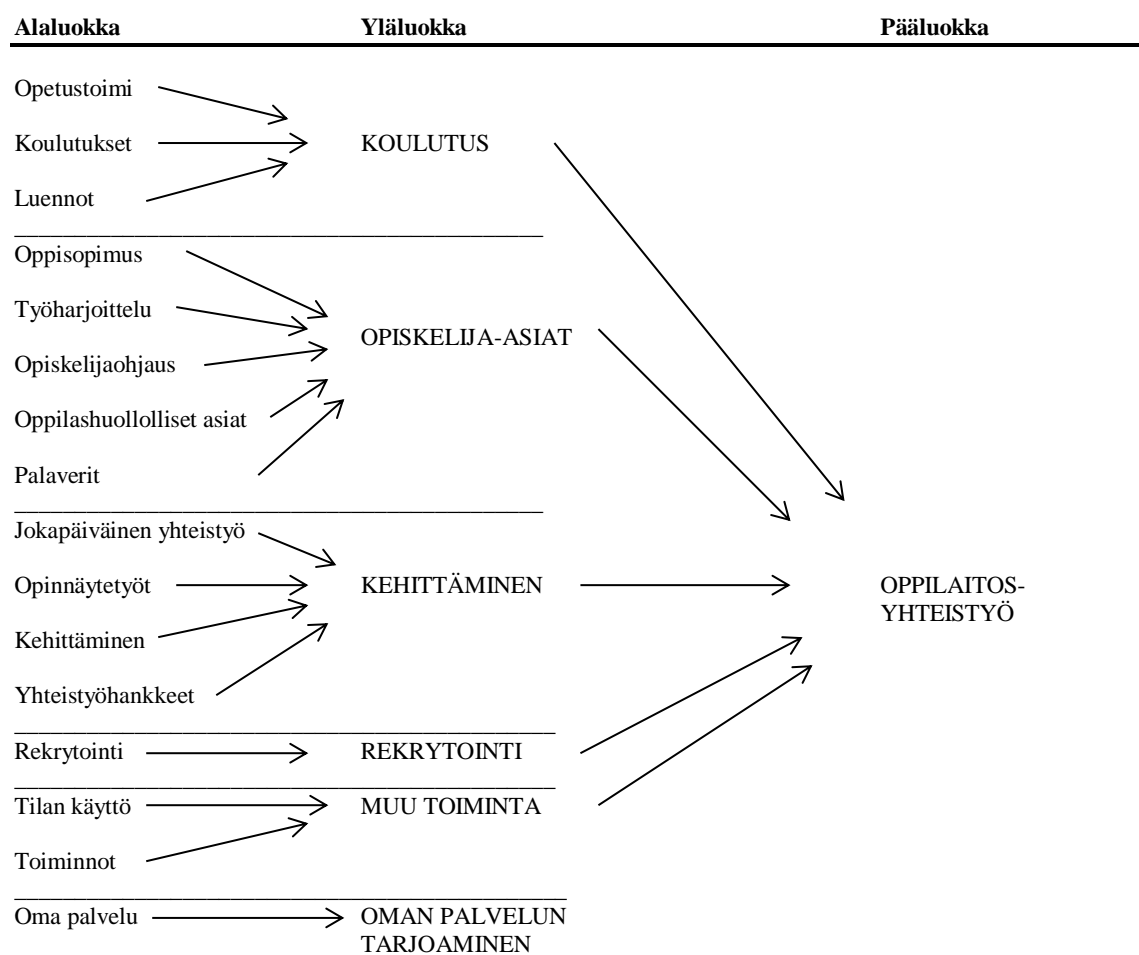 Alaluokka Yläluokka Pääluokka
Opetustoimi
Koulutukset KOULUTUS
Luennot
Oppisopimus
Työharjoittelu
OPISKELIJA-ASIAT
Opiskelijaohjaus
Oppilashuollolliset asiat
Palaverit
Jokapäiväinen yhteistyö
Opinnäytetyöt KEHITTÄMINEN OPPILAITOS-
YHTEISTYÖ
Kehittäminen
Yhteistyöhankkeet
Rekrytointi REKRYTOINTI
Tilan käyttö MUU TOIMINTA
Toiminnot
Oma palvelu OMAN PALVELUN
TARJOAMINEN